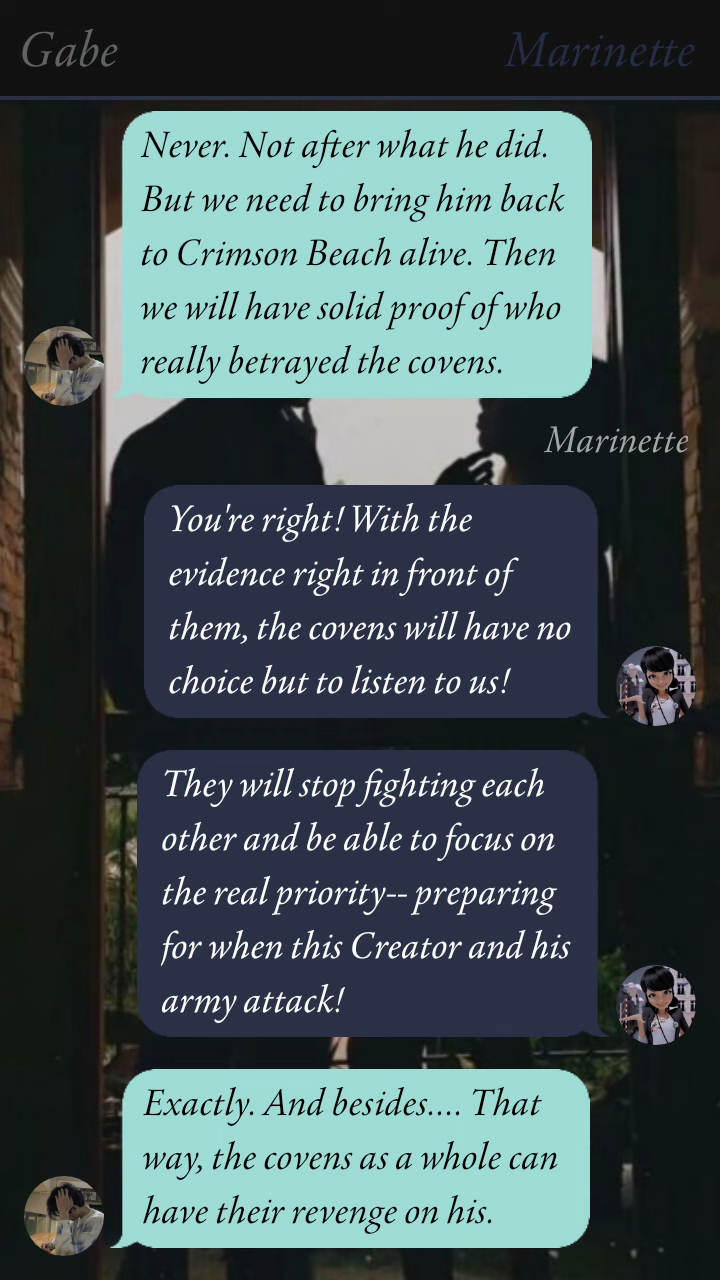 Gabe
Marinette
Never. Not after what he did.
But we need to bring him back
to Crimson Beach alive. Then
we will have solid proof of who
really betrayed the covens.
Marinette
You're right! With the
evidence right in front of
them, the covens will have no
choice but to listen to us!
They will stop fighting each
other and be able to focus on
the real priority-- preparing
for when this Creator and his
army attack!
Exactly. And besides.... That
way, the covens as a whole can
have their revenge on his.